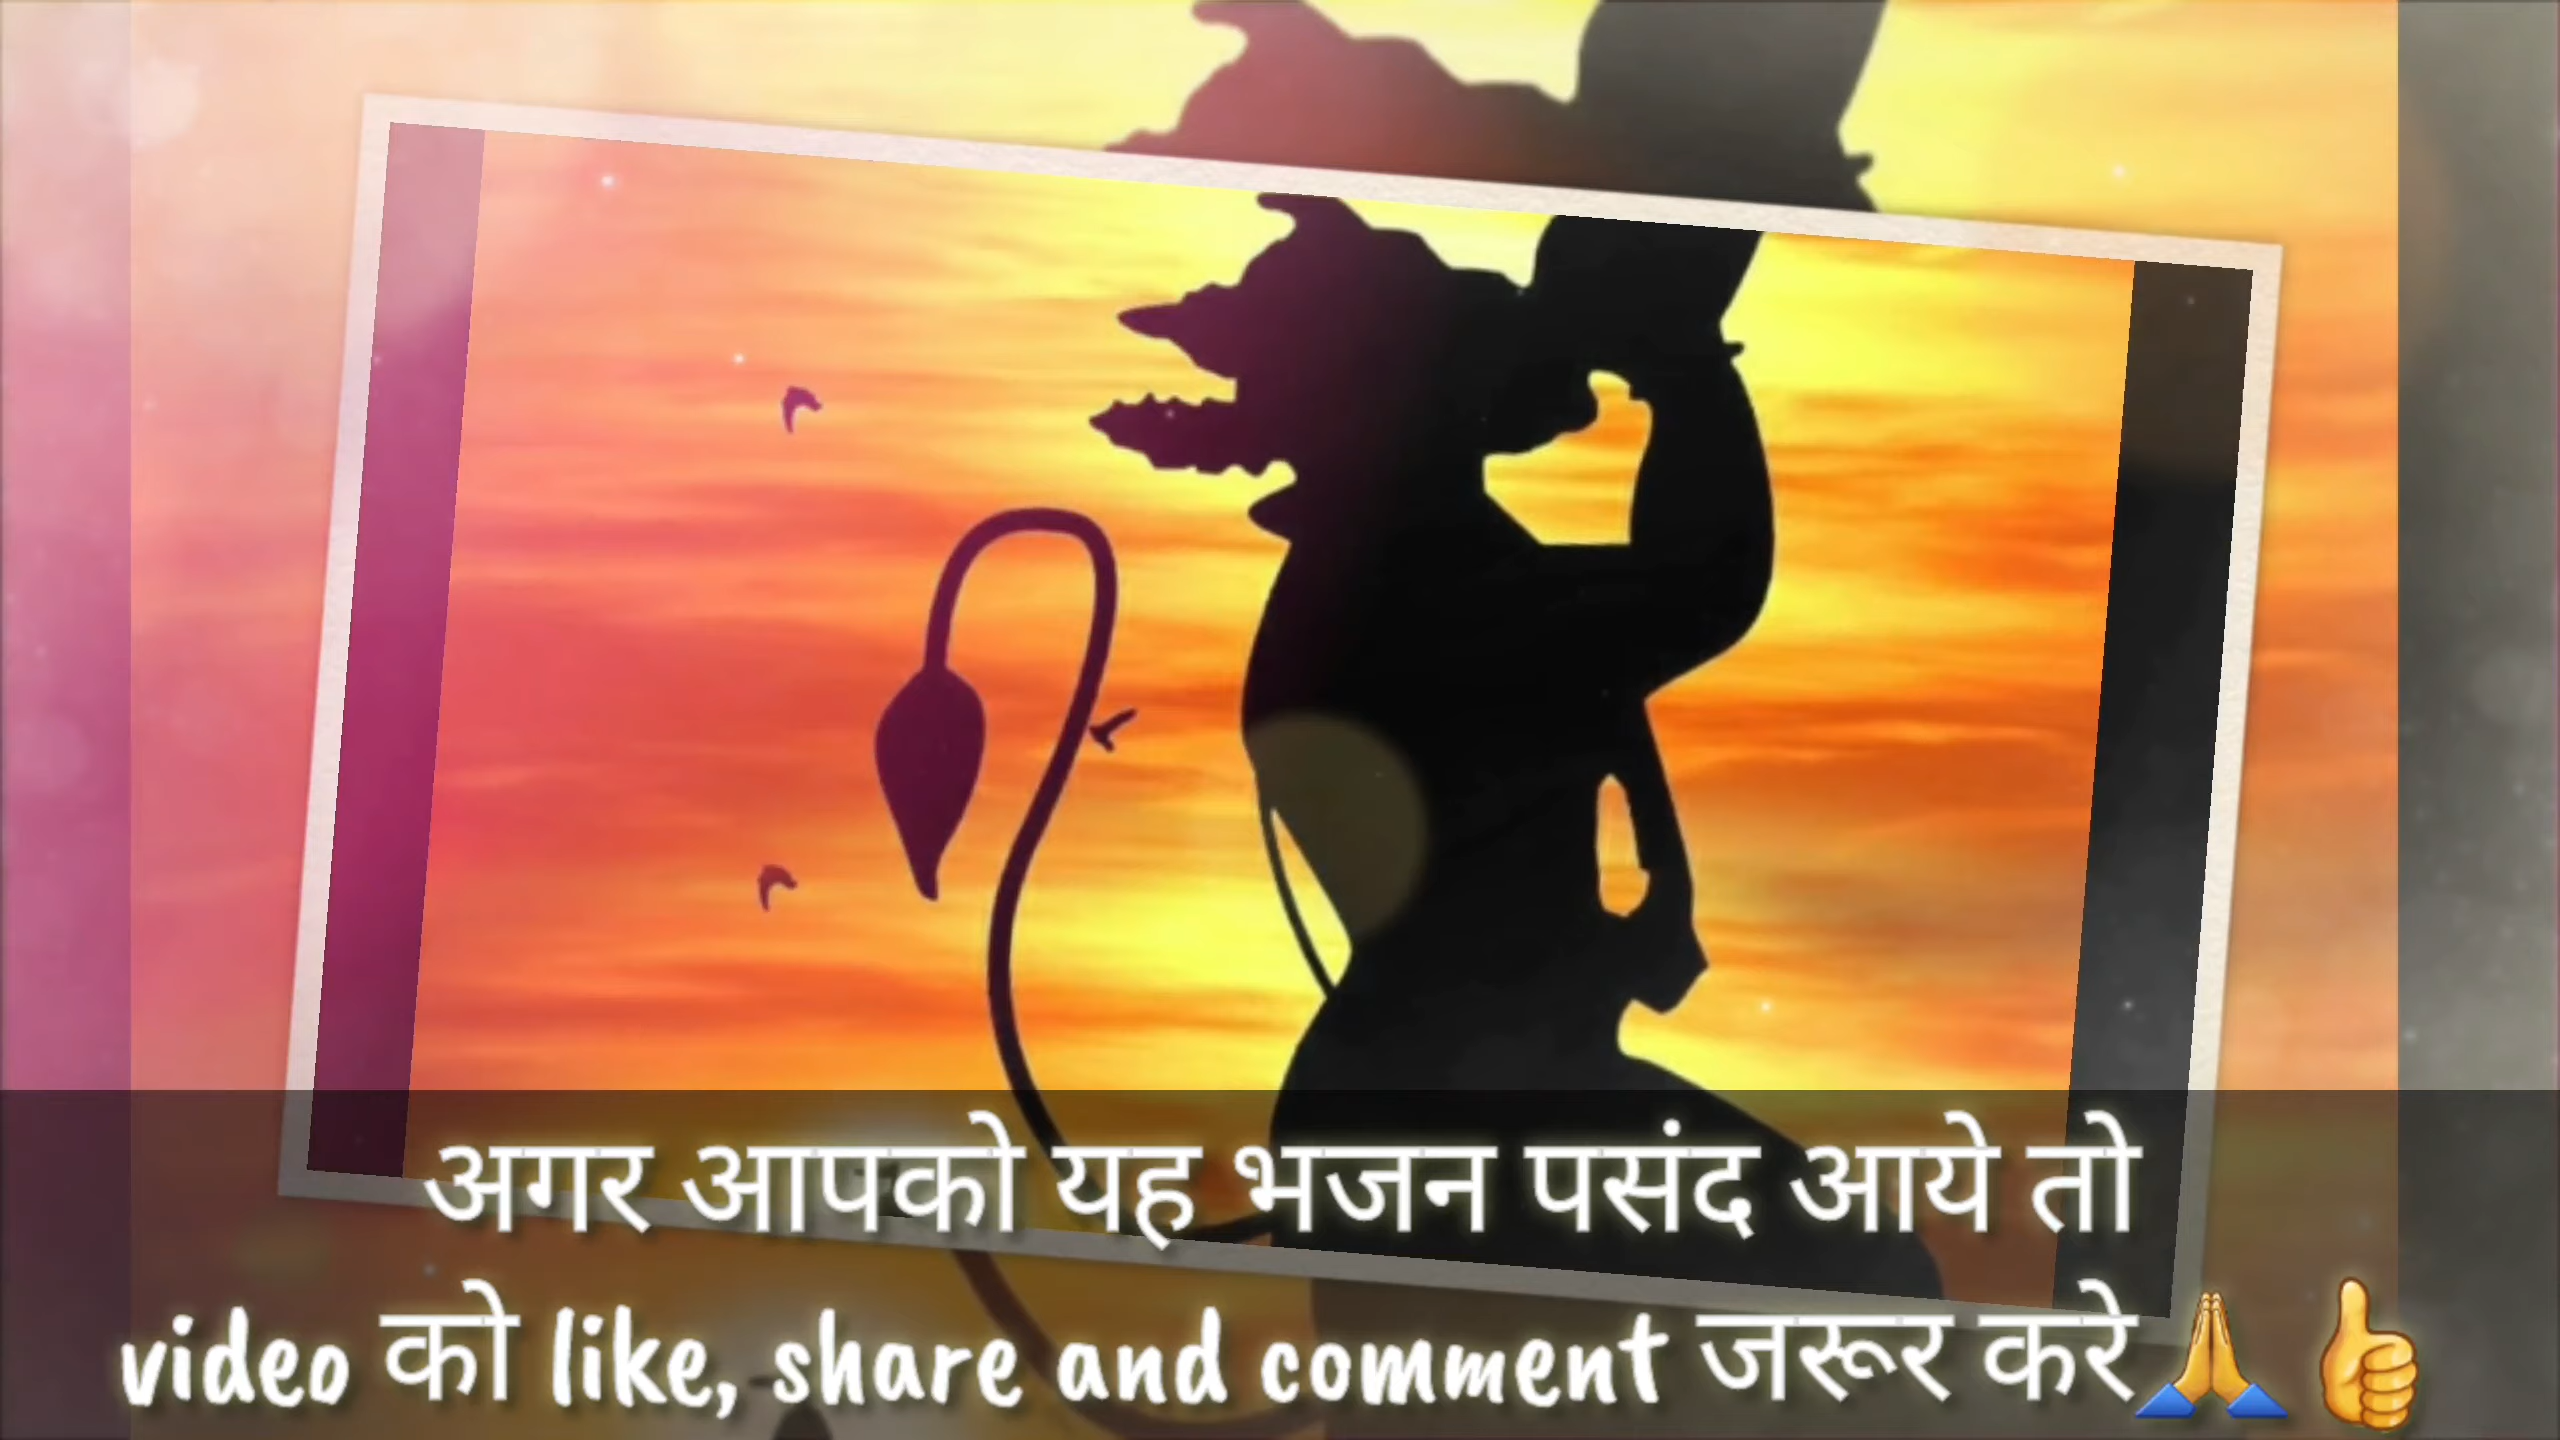 अगर आपको यह भजन पसंद आये तो
video को like, share and comment जरूर करे🙏👍